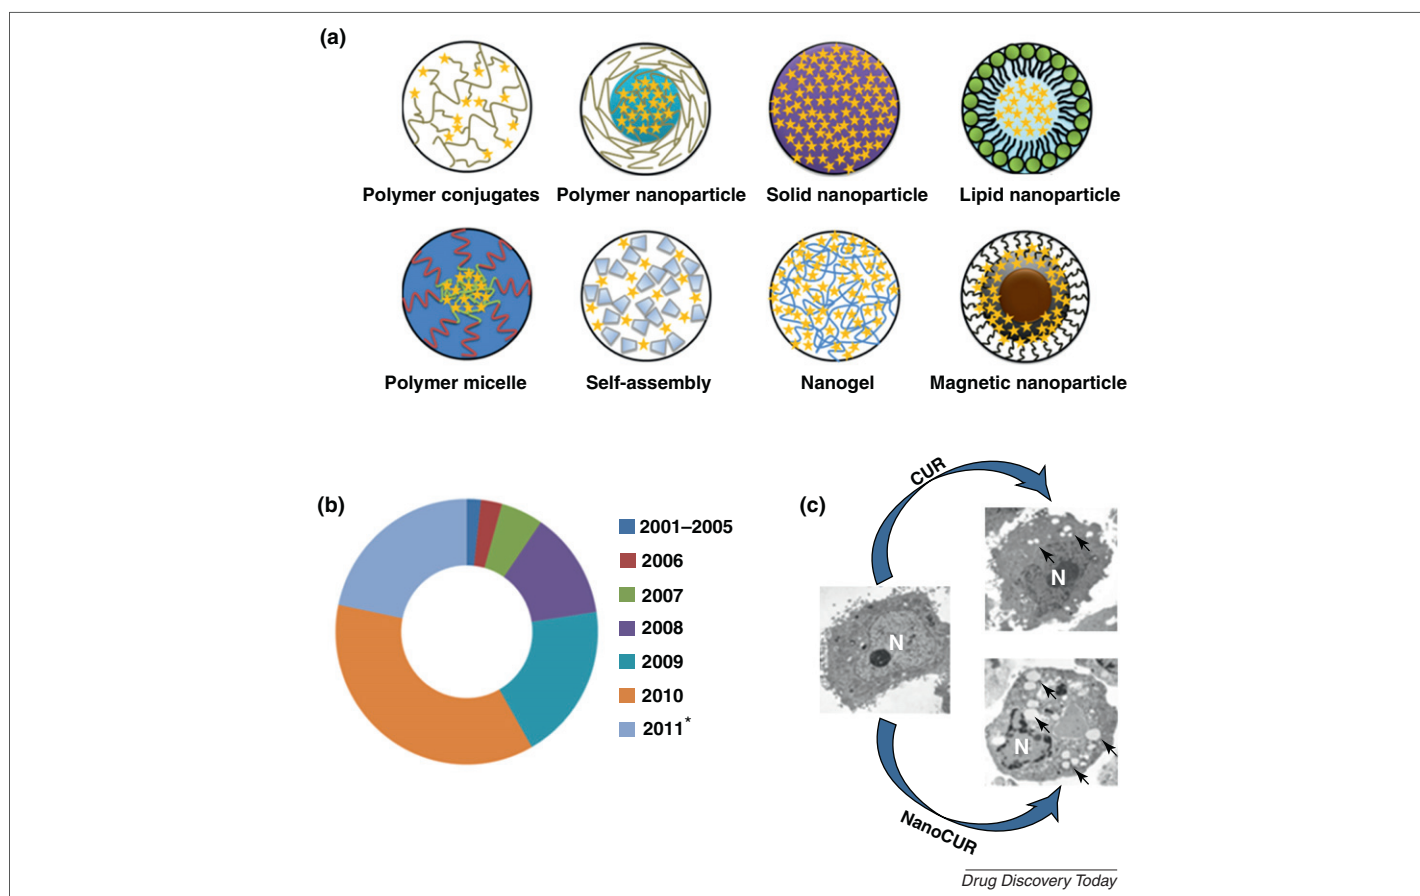 (a)
Polymer conjugates Polymer nanoparticle Solid nanoparticle Lipid nanoparticle
Polymer micelle Self-assembly Nanogel Magnetic nanoparticle
(b)
2001–2005
2006
2007
2008
2009
2010
2011*
(c)
CUR
N
N
N
NanoCUR
Drug Discovery Today